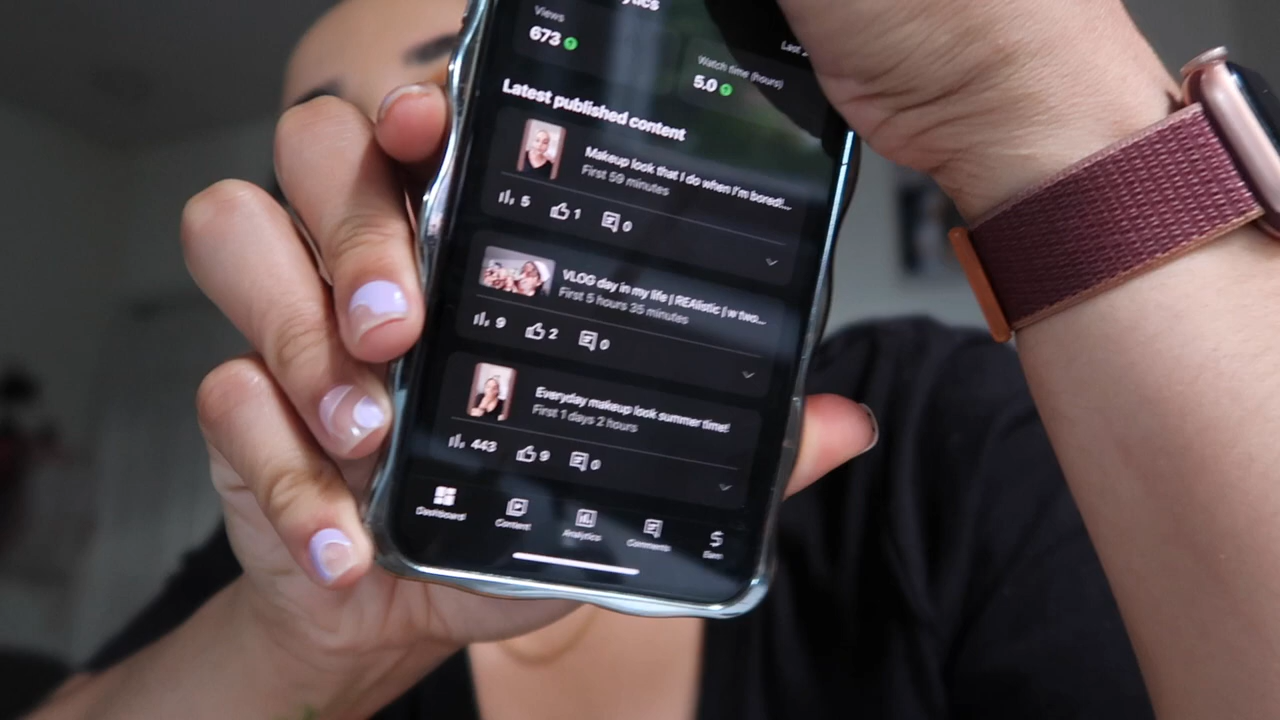 Views
673
Last
Watch time (hours)
5.0
Latest published content
Makeup look that I do when I'm bored!...
First 59 minutes
5 1 0
VLOG day in my life | REAlistic | w two...
First 5 hours 35 minutes
9 2 0
Everyday makeup look summer time!
First 1 days 2 hours
443 9 0
Dashboard Content Analytics Comments Earn